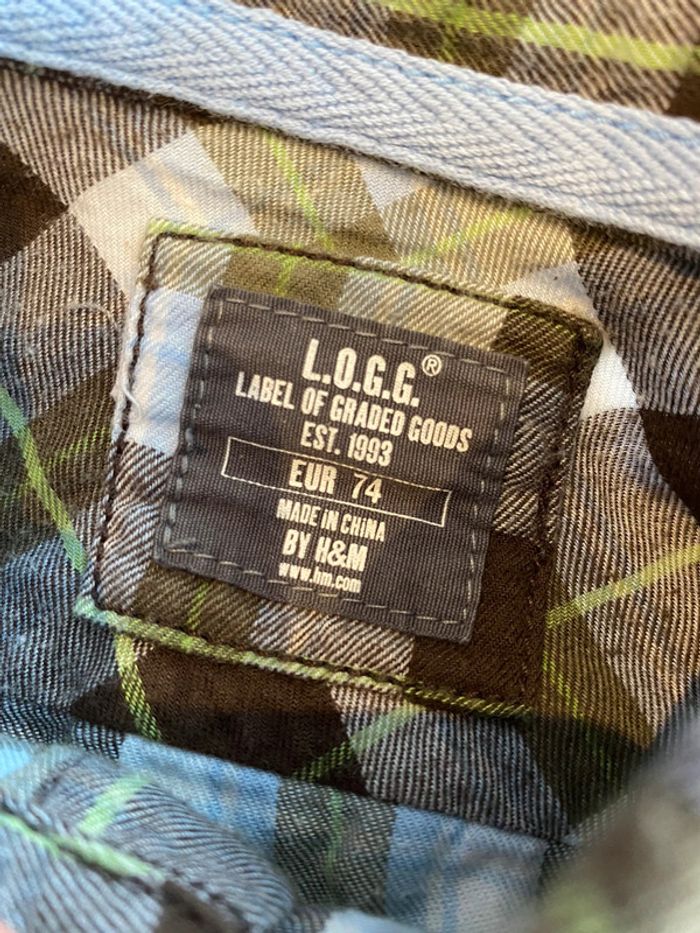 L.O.G.G.®
LABEL OF GRADED GOODS
EST. 1993
EUR 74
MADE IN CHINA
BY H&M
www.hm.com